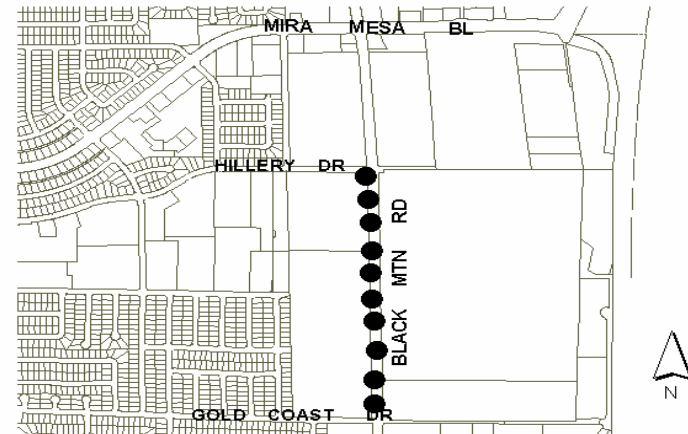 MIRA MESA BL
HILLERY DR
BLACK MTN RD
GOLD COAST DR
N